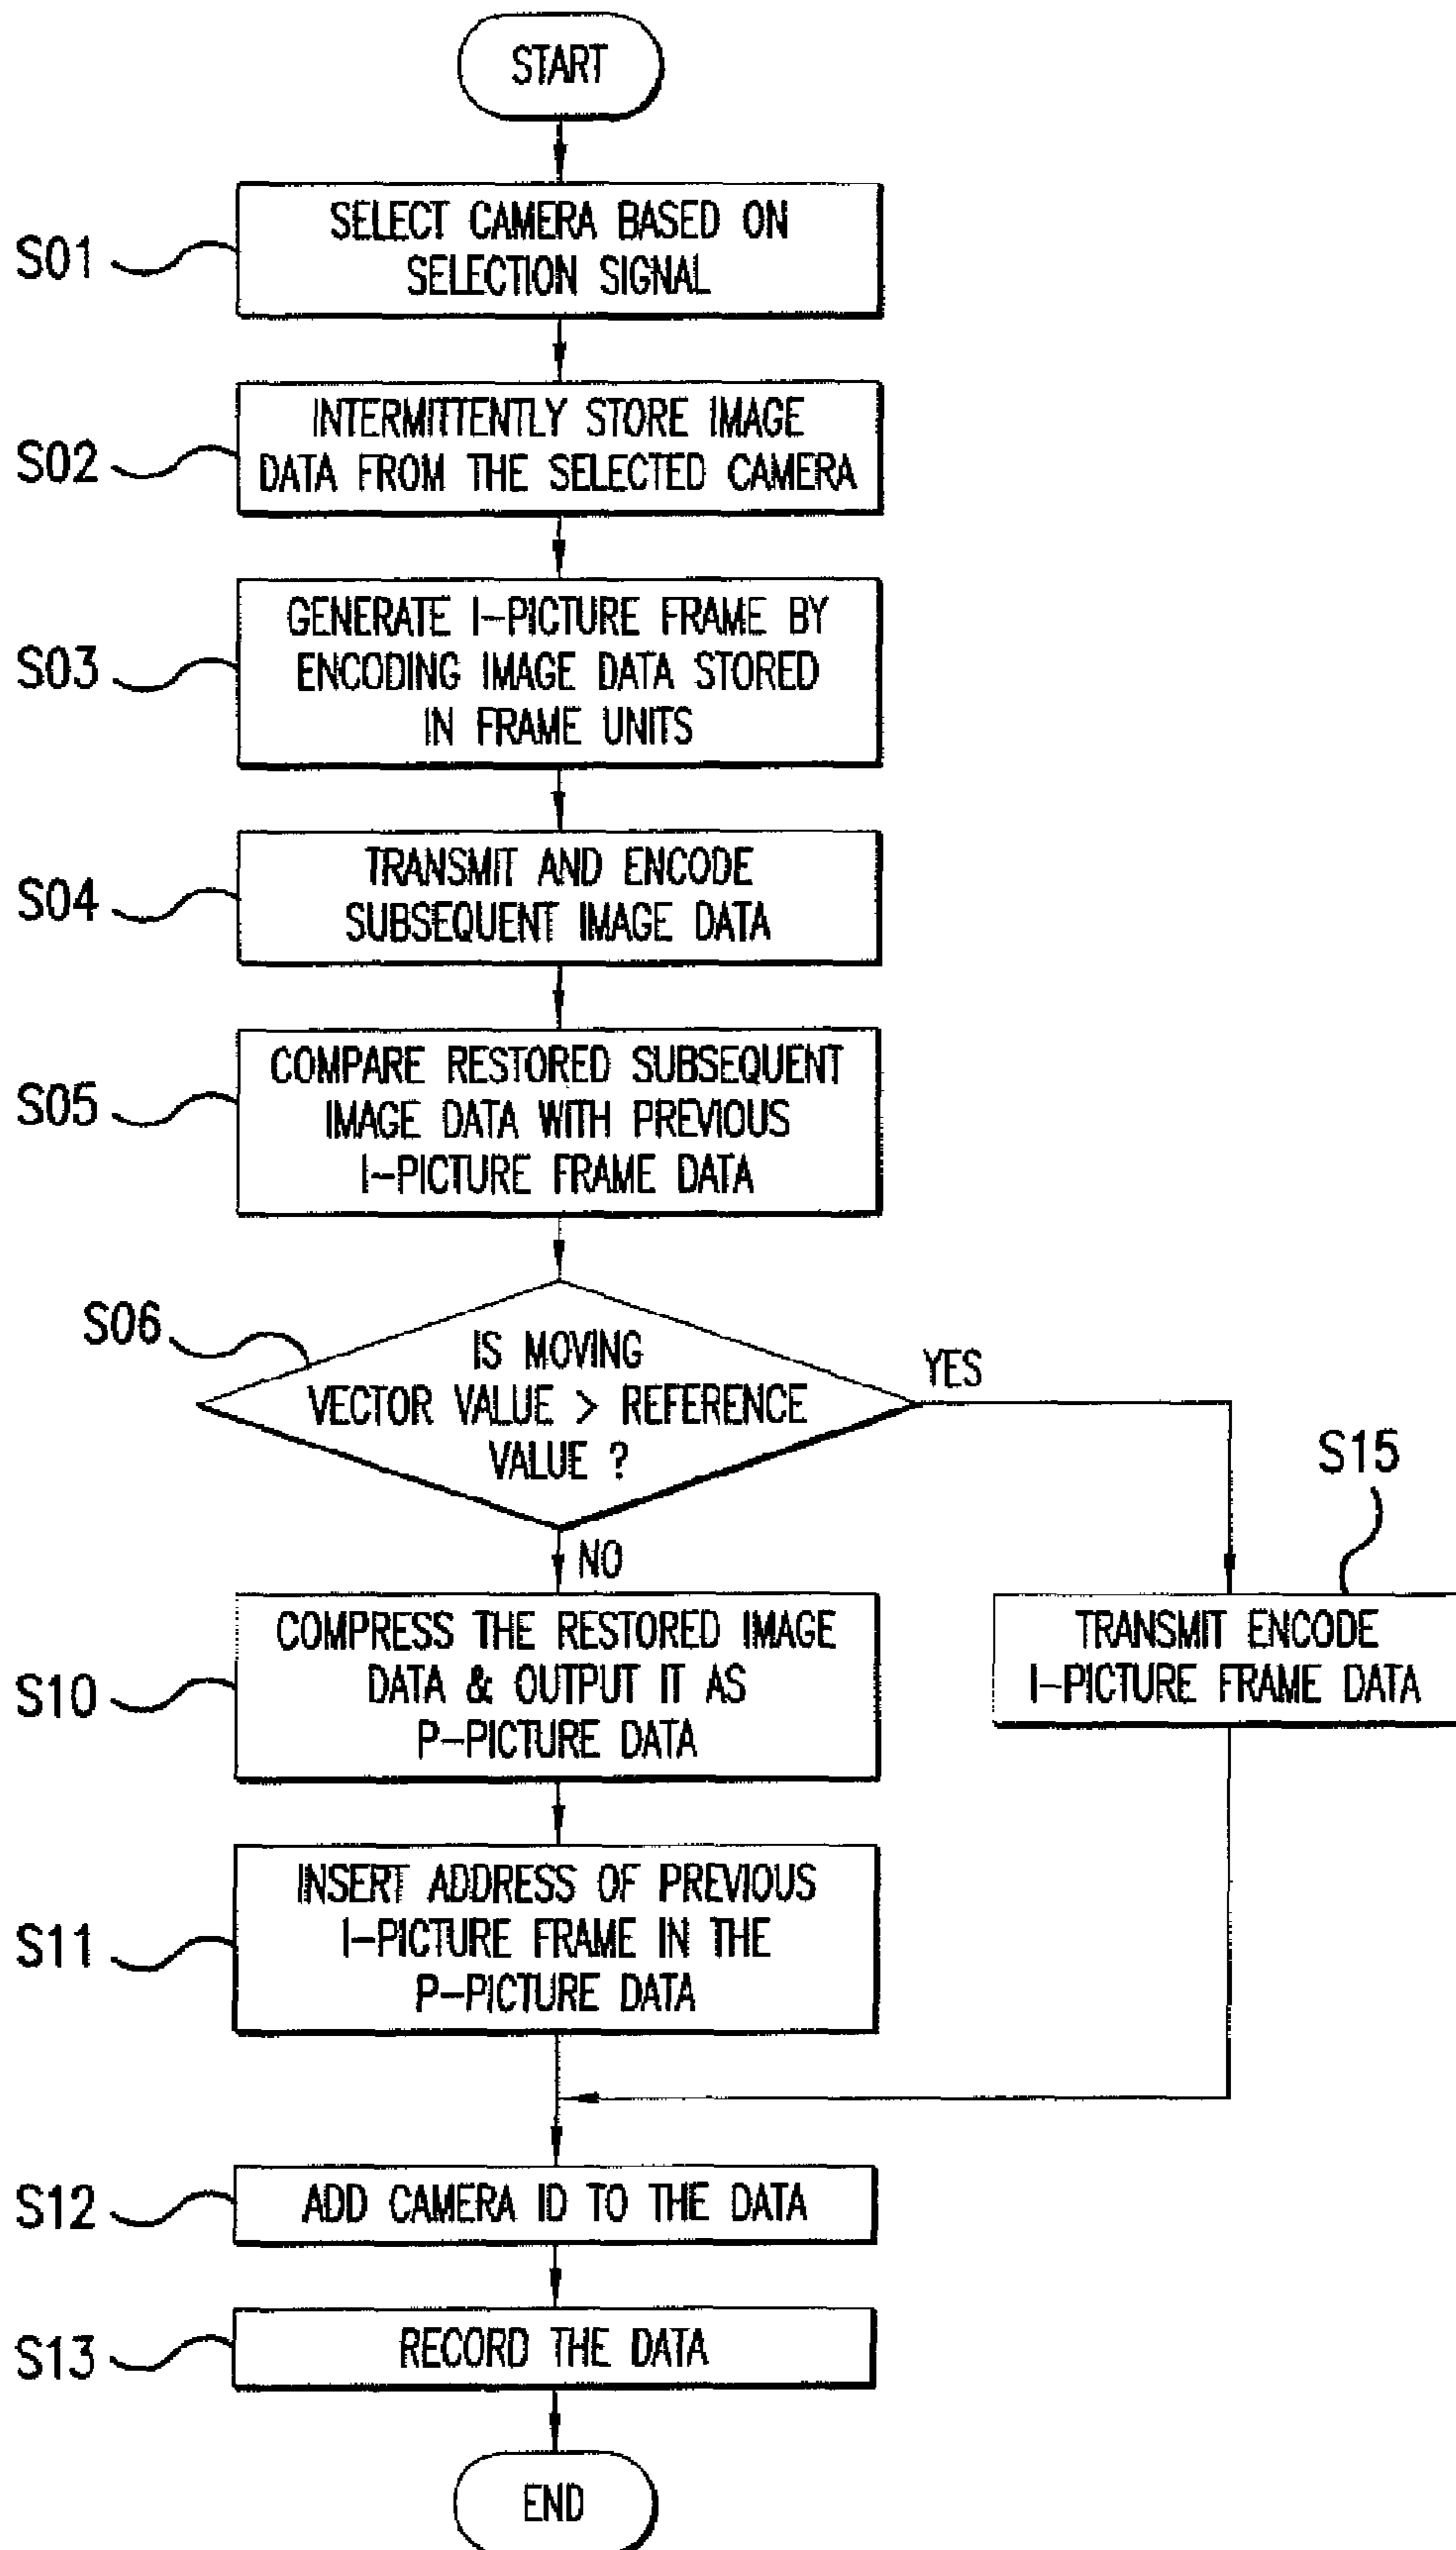 START
S01
SELECT CAMERA BASED ON
SELECTION SIGNAL
S02
INTERMITTENTLY STORE IMAGE
DATA FROM THE SELECTED CAMERA
S03
GENERATE I-PICTURE FRAME BY
ENCODING IMAGE DATA STORED
IN FRAME UNITS
S04
TRANSMIT AND ENCODE
SUBSEQUENT IMAGE DATA
S05
COMPARE RESTORED SUBSEQUENT
IMAGE DATA WITH PREVIOUS
I-PICTURE FRAME DATA
S06
IS MOVING
VECTOR VALUE > REFERENCE
VALUE ?
YES
NO
S15
TRANSMIT ENCODE
I-PICTURE FRAME DATA
S10
COMPRESS THE RESTORED IMAGE
DATA & OUTPUT IT AS
P-PICTURE DATA
S11
INSERT ADDRESS OF PREVIOUS
I-PICTURE FRAME IN THE
P-PICTURE DATA
S12
ADD CAMERA ID TO THE DATA
S13
RECORD THE DATA
END